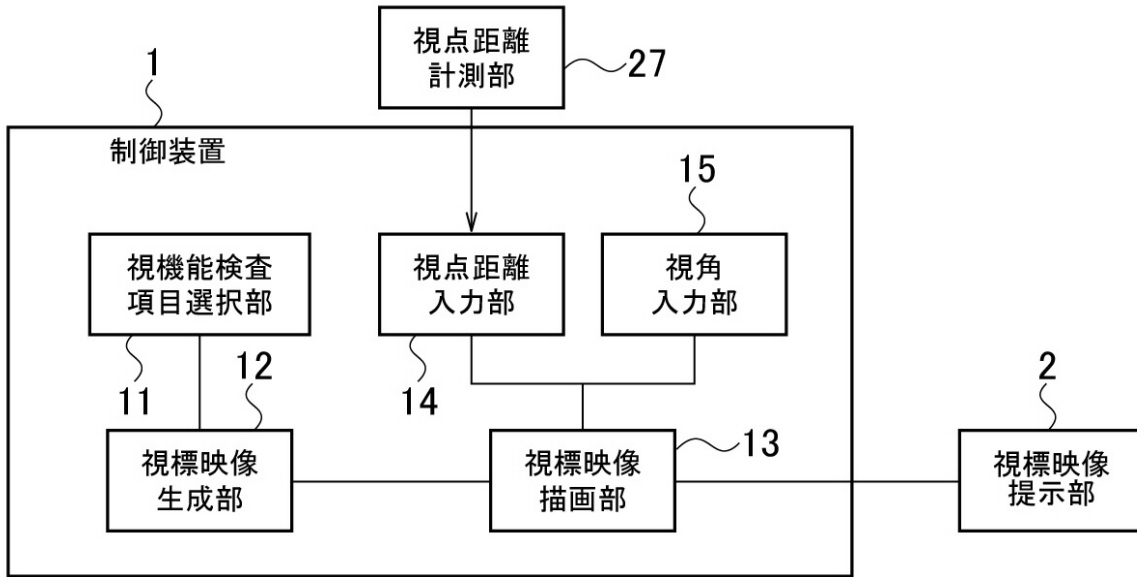 視点距離
計測部
27
1
制御装置
15
視機能検査
項目選択部
視点距離
入力部
視角
入力部
11
12
14
2
視標映像
生成部
視標映像
描画部
13
視標映像
提示部